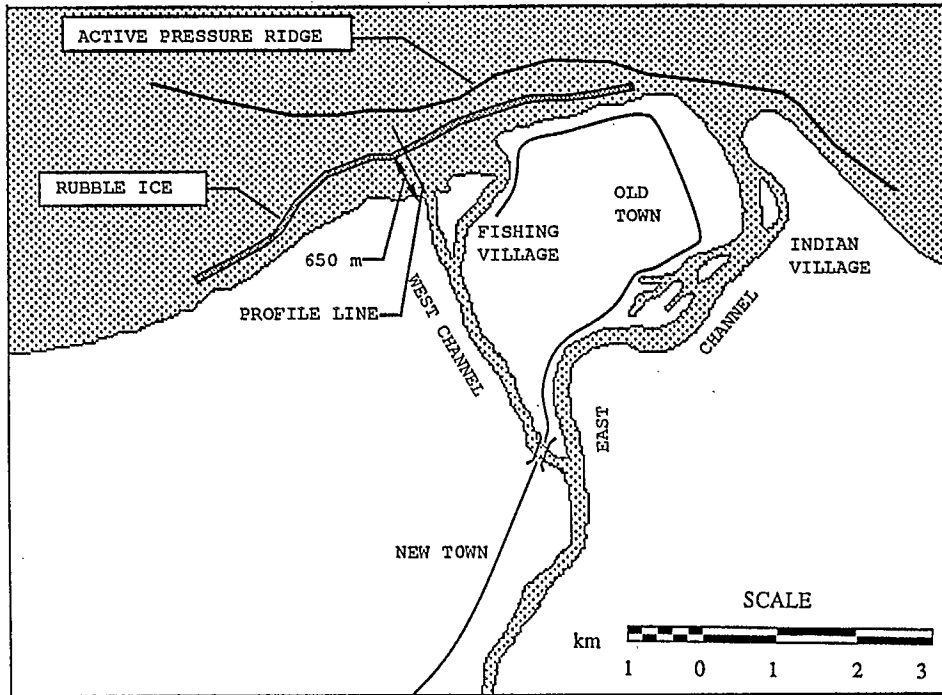 ACTIVE PRESSURE RIDGE
RUBBLE ICE
OLD
TOWN
FISHING
VILLAGE
INDIAN
VILLAGE
650 m
PROFILE LINE
WEST CHANNEL
CHANNEL
EAST
NEW TOWN
SCALE
km
1 0 1 2 3